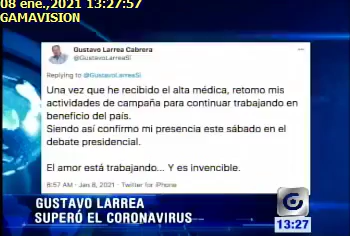 08 ene.,2021 13:27:57
GAMAVISION
Gustavo Larrea Cabrera
@GustavoLarrea5i
Replying to @GustavoLarrea5i
Una vez que he recibido el alta médica, retomo mis
actividades de campaña para continuar trabajando en
beneficio del país.
Siendo así confirmo mi presencia este sábado en el
debate presidencial.
El amor está trabajando... Y es invencible.
8:57 AM · Jan 8, 2021 · Twitter for iPhone
GUSTAVO LARREA
SUPERÓ EL CORONAVIRUS
13:27